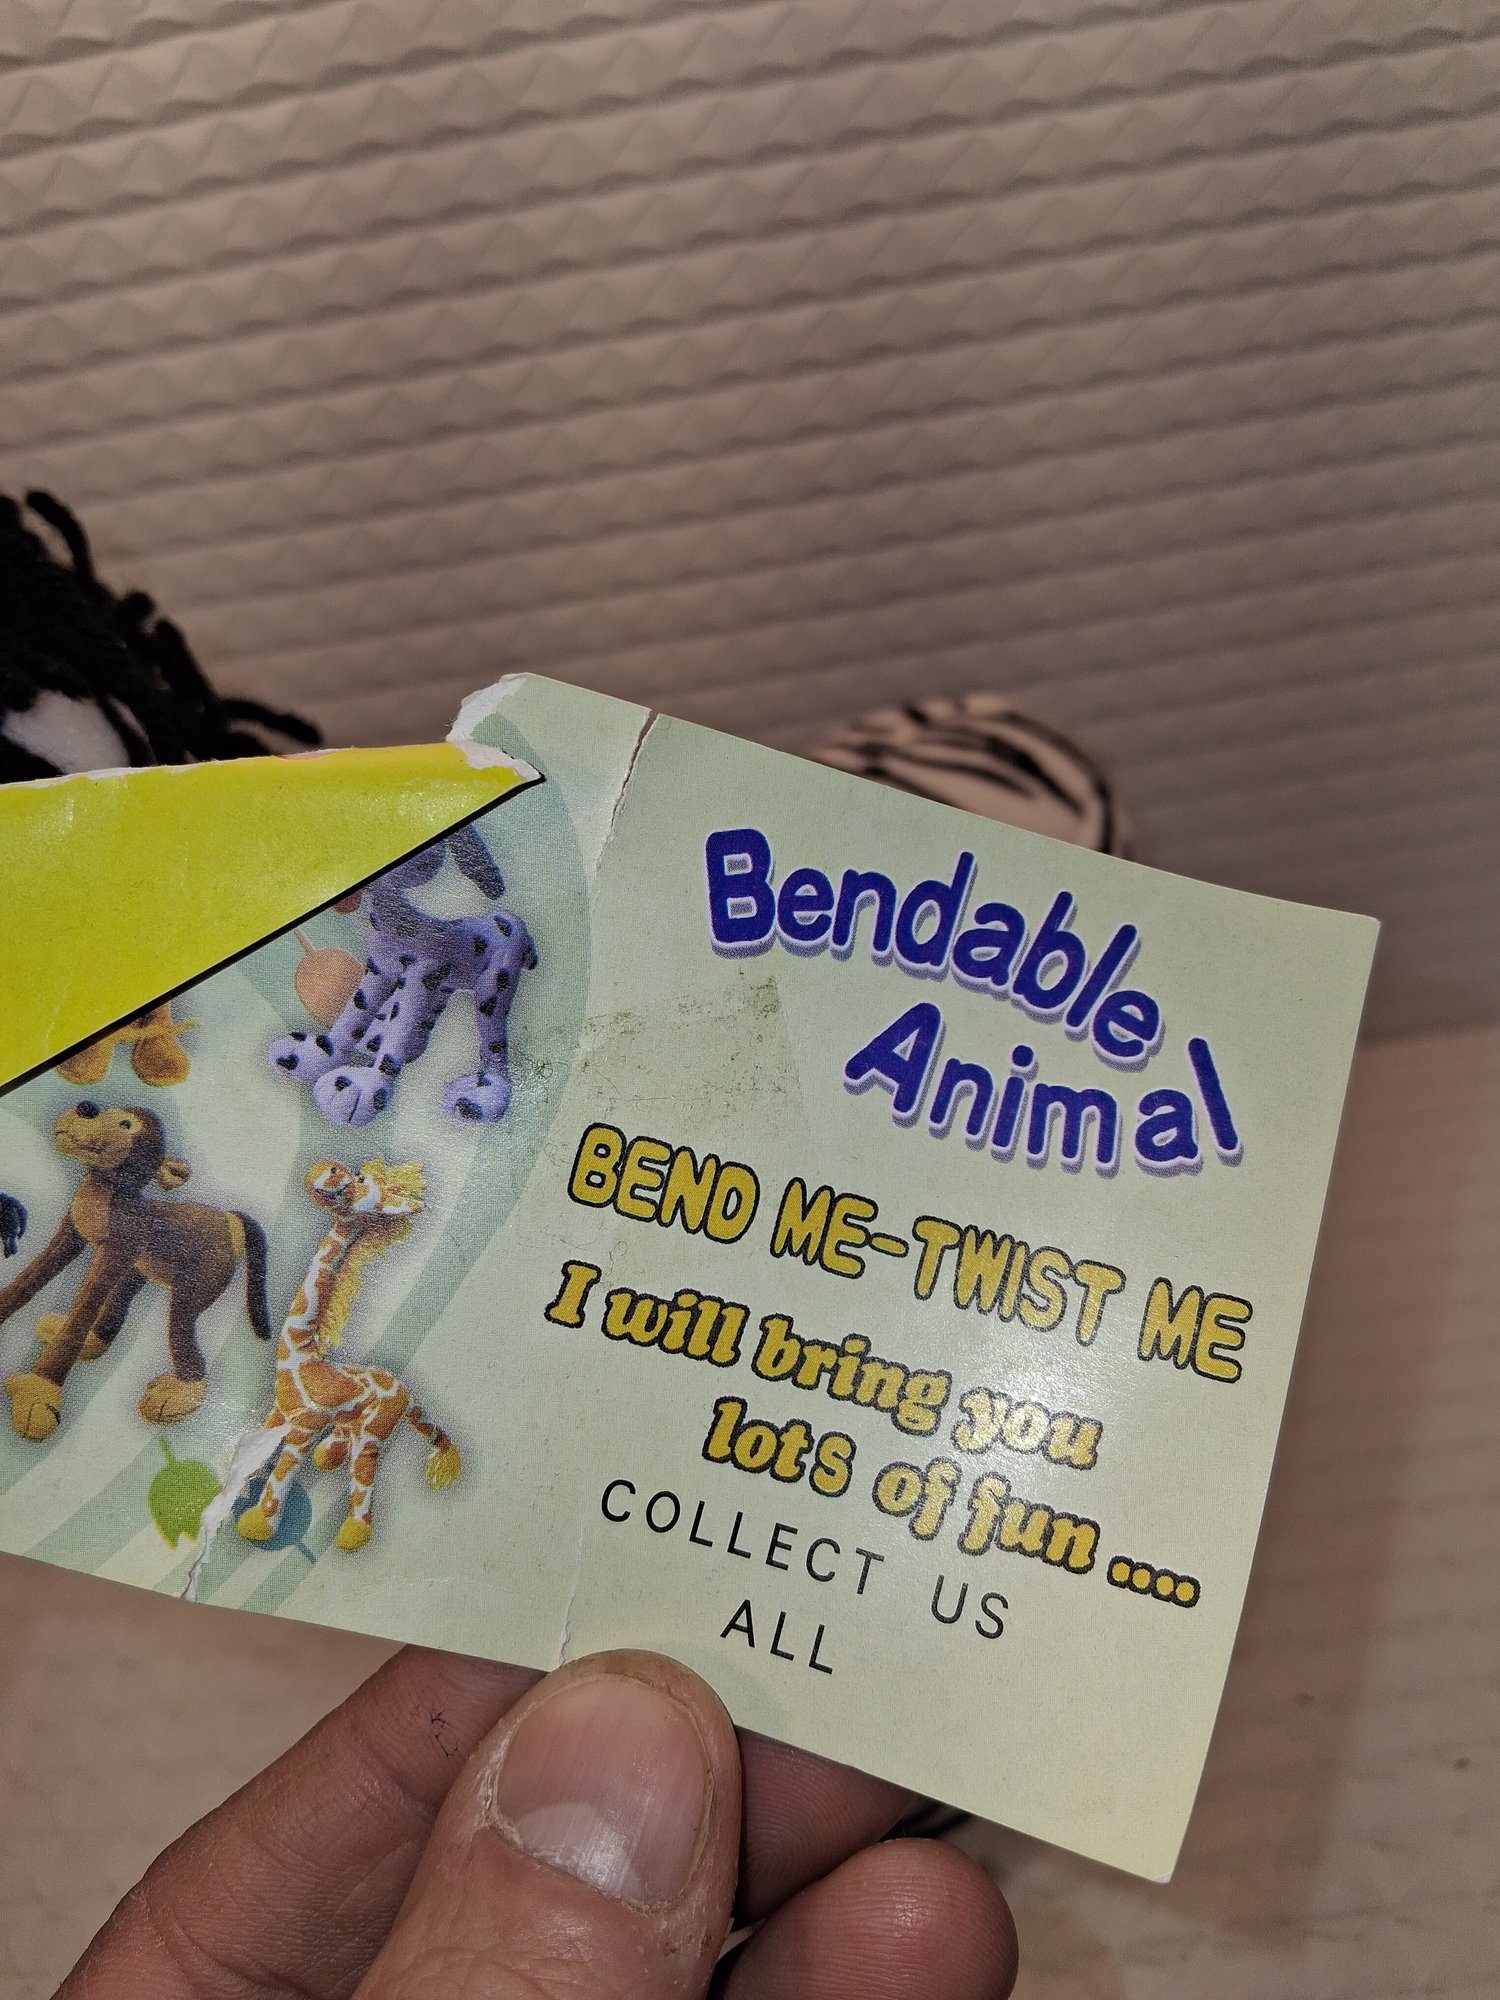 Bendable
Animal
BEND ME-TWIST ME
I will bring you
lots of fun ....
COLLECT US
ALL